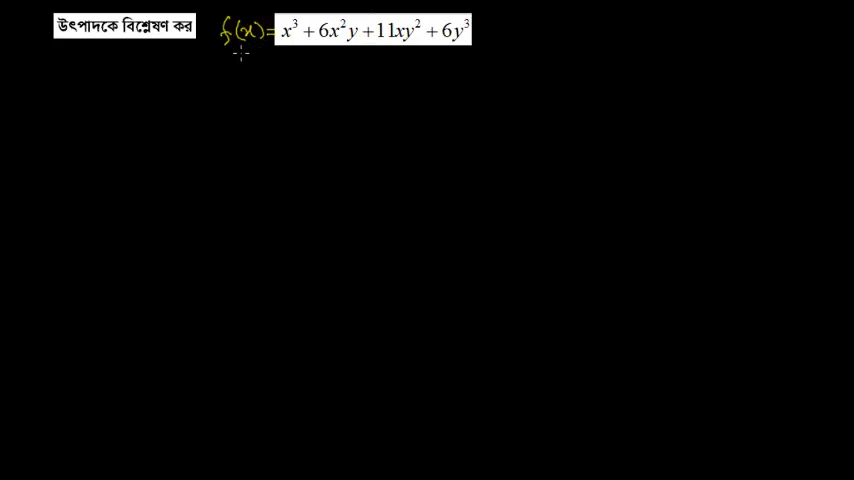 উৎপাদকে বিশ্লেষণ কর f(x)= x³ + 6x²y + 11xy² + 6y³